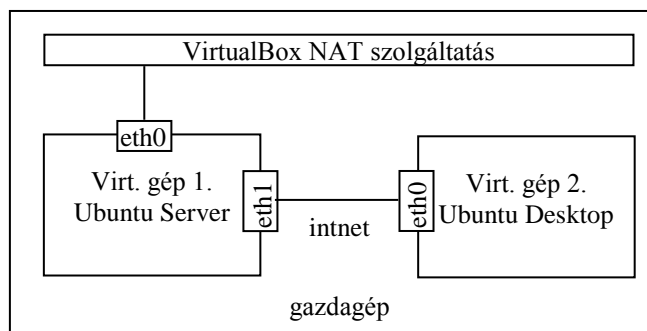 VirtualBox NAT szolgáltatás
eth0
Virt. gép 1.
Ubuntu Server
eth1
intnet
eth0
Virt. gép 2.
Ubuntu Desktop
gazdagép